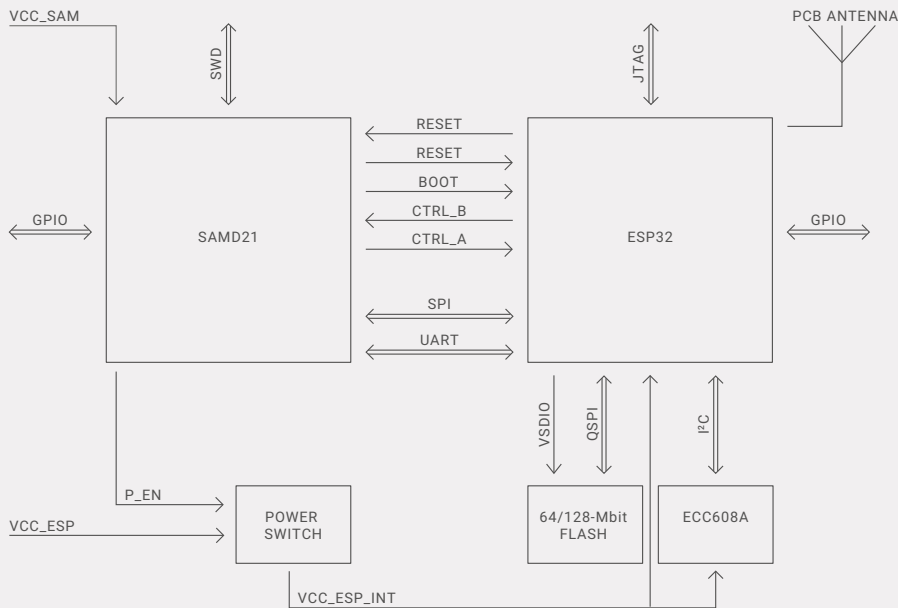 VCC_SAM
SWD
JTAG
PCB ANTENNA
RESET
RESET
BOOT
CTRL_B
CTRL_A
GPIO
SAMD21
ESP32
GPIO
SPI
UART
VSDIO
QSPI
I²C
P_EN
VCC_ESP
POWER
SWITCH
64/128-Mbit
FLASH
ECC608A
VCC_ESP_INT